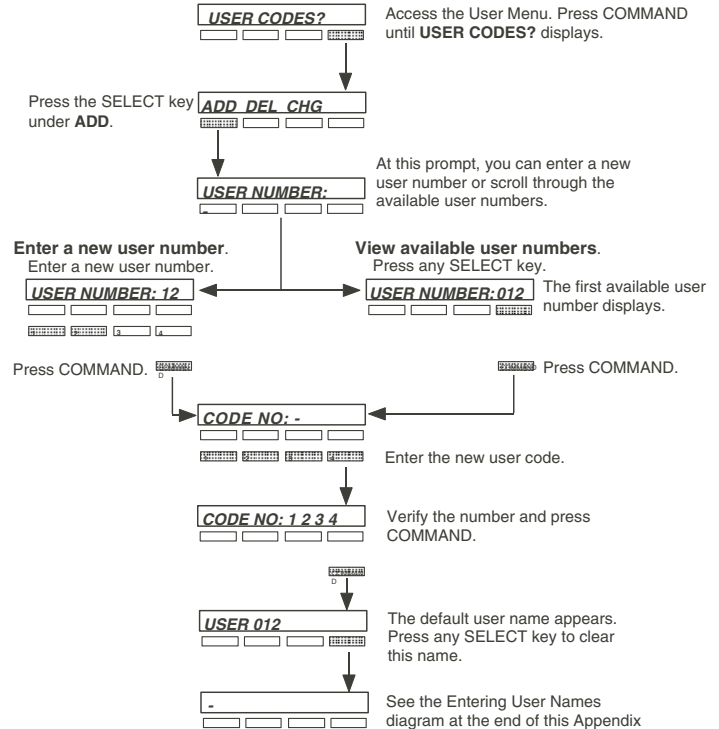 USER CODES?
Access the User Menu. Press COMMAND
until USER CODES? displays.
Press the SELECT key
under ADD.
ADD DEL CHG
At this prompt, you can enter a new
user number or scroll through the
available user numbers.
USER NUMBER:
-
Enter a new user number.
Enter a new user number.
USER NUMBER: 12
3 4
View available user numbers.
Press any SELECT key.
USER NUMBER: 012
The first available user
number displays.
Press COMMAND.
D
Press COMMAND.
CODE NO: -
Enter the new user code.
CODE NO: 1 2 3 4
Verify the number and press
COMMAND.
D
USER 012
The default user name appears.
Press any SELECT key to clear
this name.
-
See the Entering User Names
diagram at the end of this Appendix